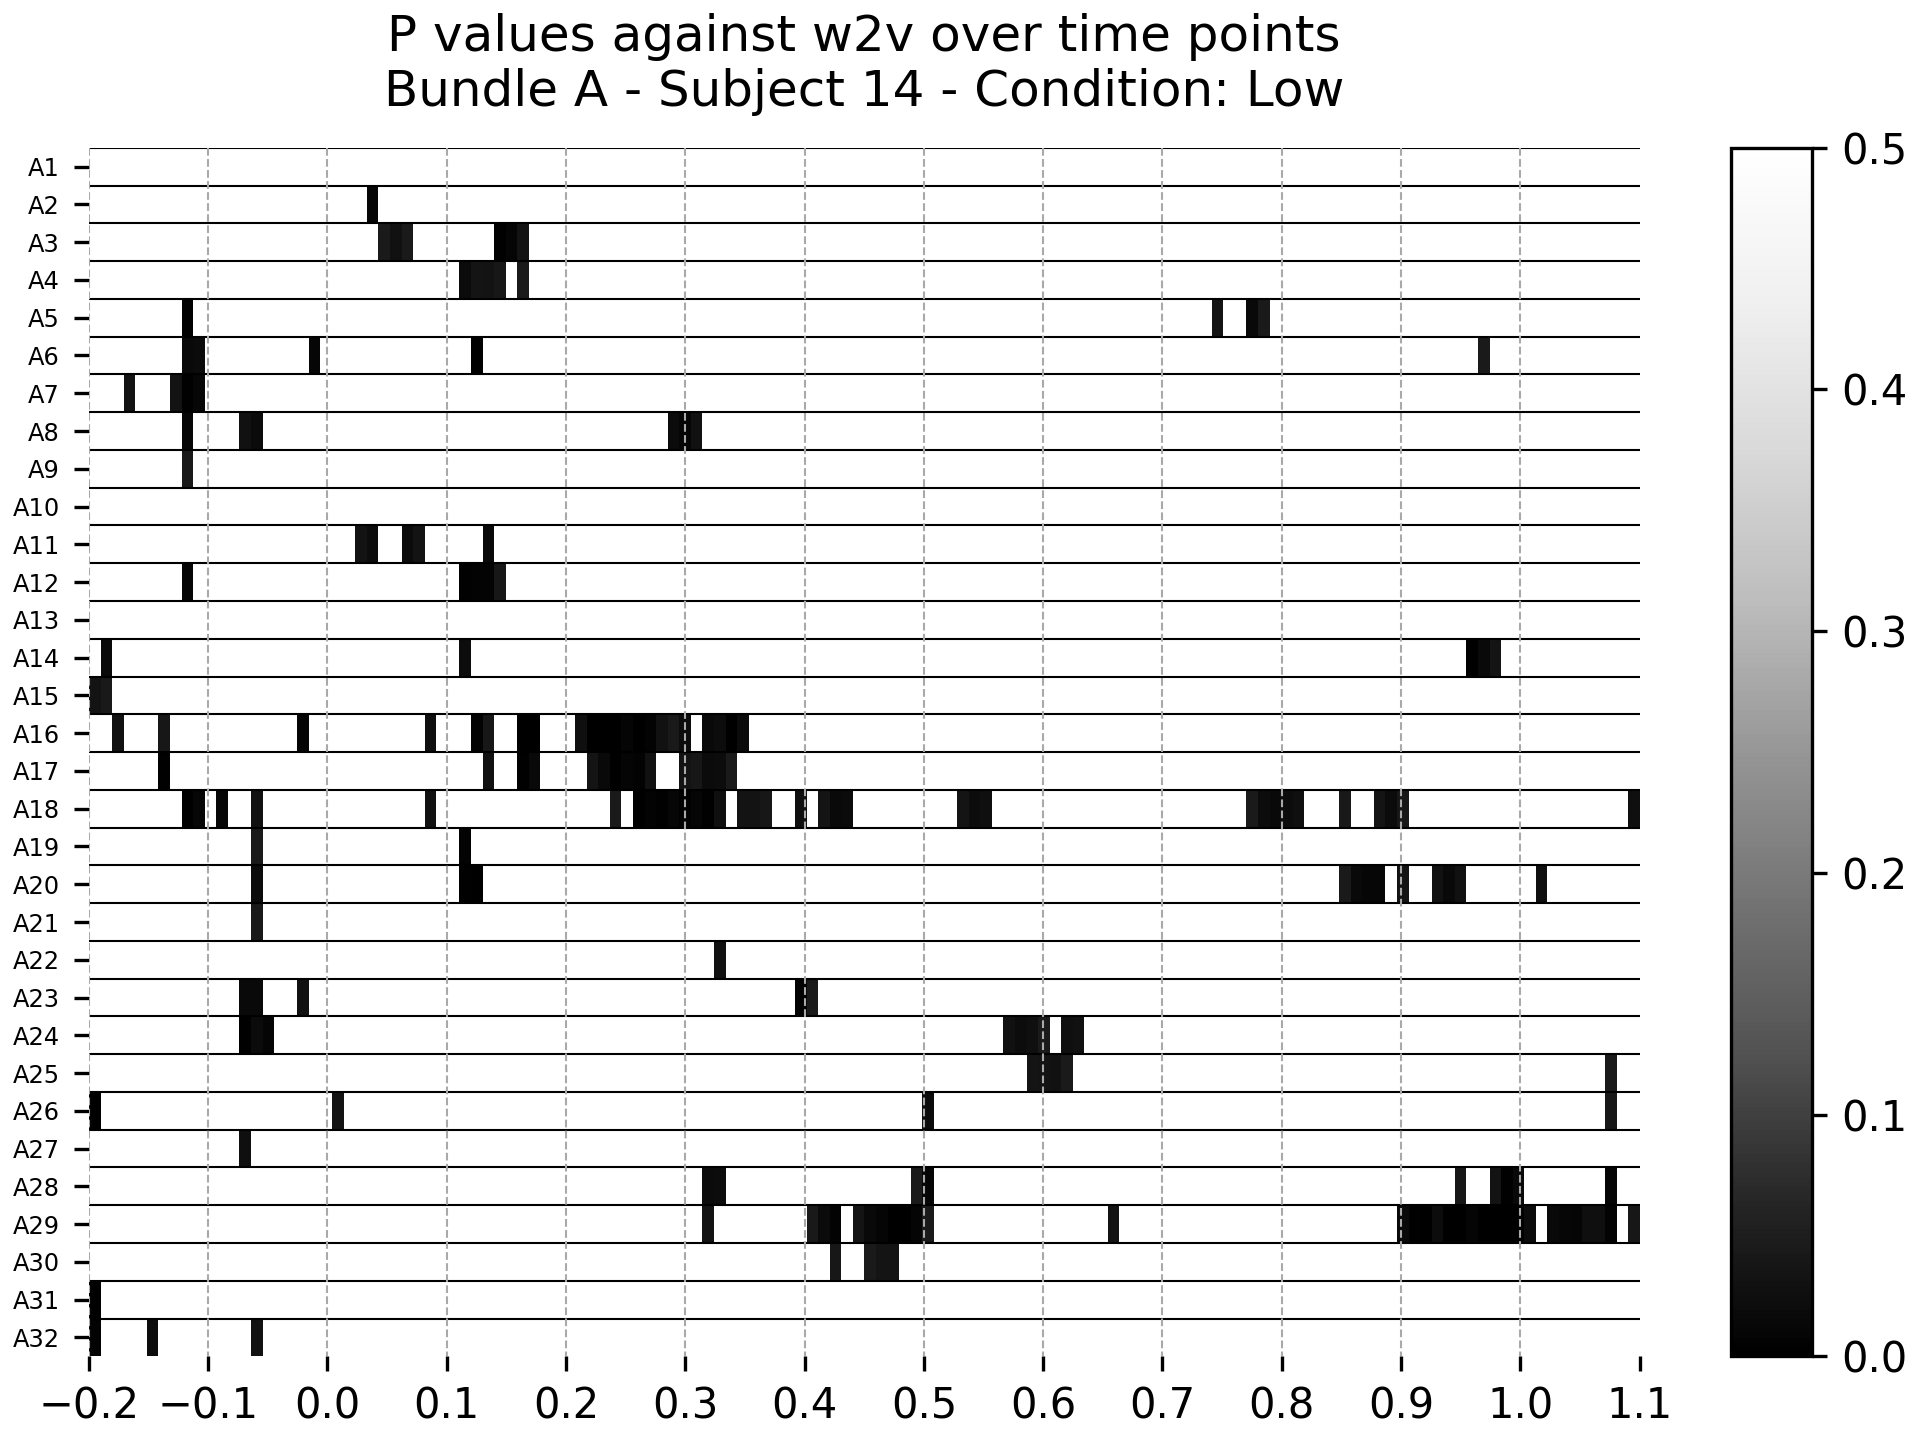 P values against w2v over time points
Bundle A - Subject 14 - Condition: Low
A1
A2
A3
A4
A5
A6
A7
A8
A9
A10
A11
A12
A13
A14
A15
A16
A17
A18
A19
A20
A21
A22
A23
A24
A25
A26
A27
A28
A29
A30
A31
A32
−0.2 −0.1 0.0 0.1 0.2 0.3 0.4 0.5 0.6 0.7 0.8 0.9 1.0 1.1
0.5
0.4
0.3
0.2
0.1
0.0